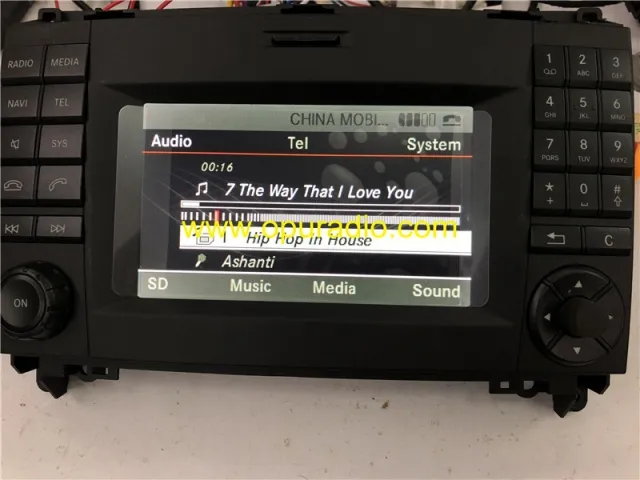 RADIO MEDIA
NAVI TEL
SYS
ON
CHINA MOBI...
Audio Tel System
00:16
7 The Way That I Love You
www.opuradio.com
Hip Hop In House
Ashanti
SD Music Media Sound
1 2 ABC 3 DEF
4 GHI 5 JKL 6 MNO
7 PQRS 8 TUV 9 WXYZ
* + 0 #
C